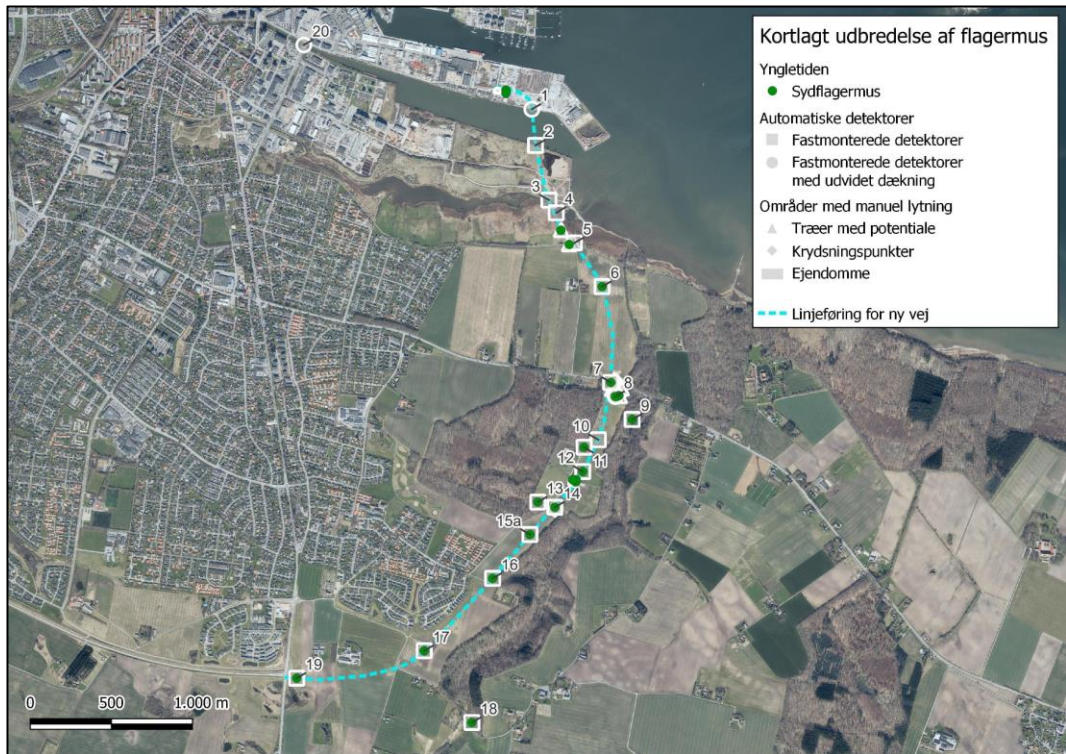 Kortlagt udbredelse af flagermus
Yngletiden
Sydflagermus
Automatiske detektorer
Fastmonterede detektorer
Fastmonterede detektorer
med udvidet dækning
Områder med manuel lytning
Træer med potentiale
Krydsningspunkter
Ejendomme
Linjeføring for ny vej
20
1
2
3
4
5
6
7
8
9
10
11
12
13
14
15a
16
17
19
18
0 500 1.000 m